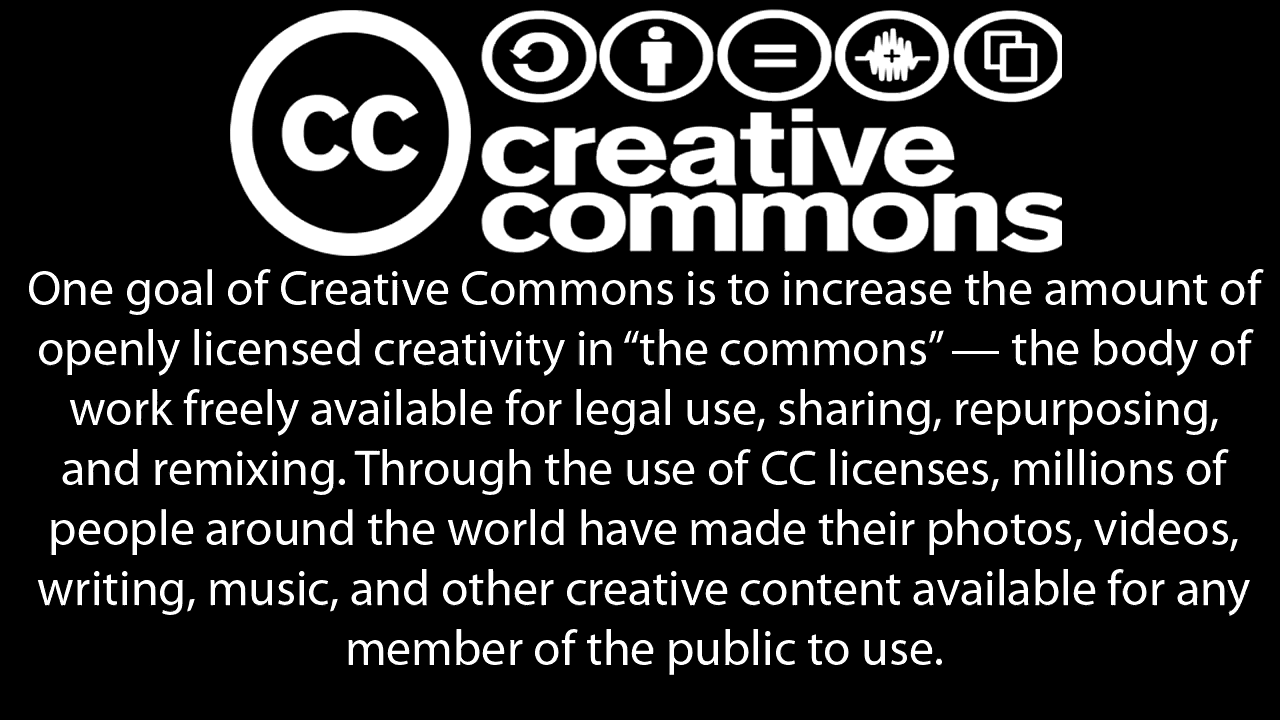 cc
creative
commons
One goal of Creative Commons is to increase the amount of
openly licensed creativity in “the commons” — the body of
work freely available for legal use, sharing, repurposing,
and remixing. Through the use of CC licenses, millions of
people around the world have made their photos, videos,
writing, music, and other creative content available for any
member of the public to use.